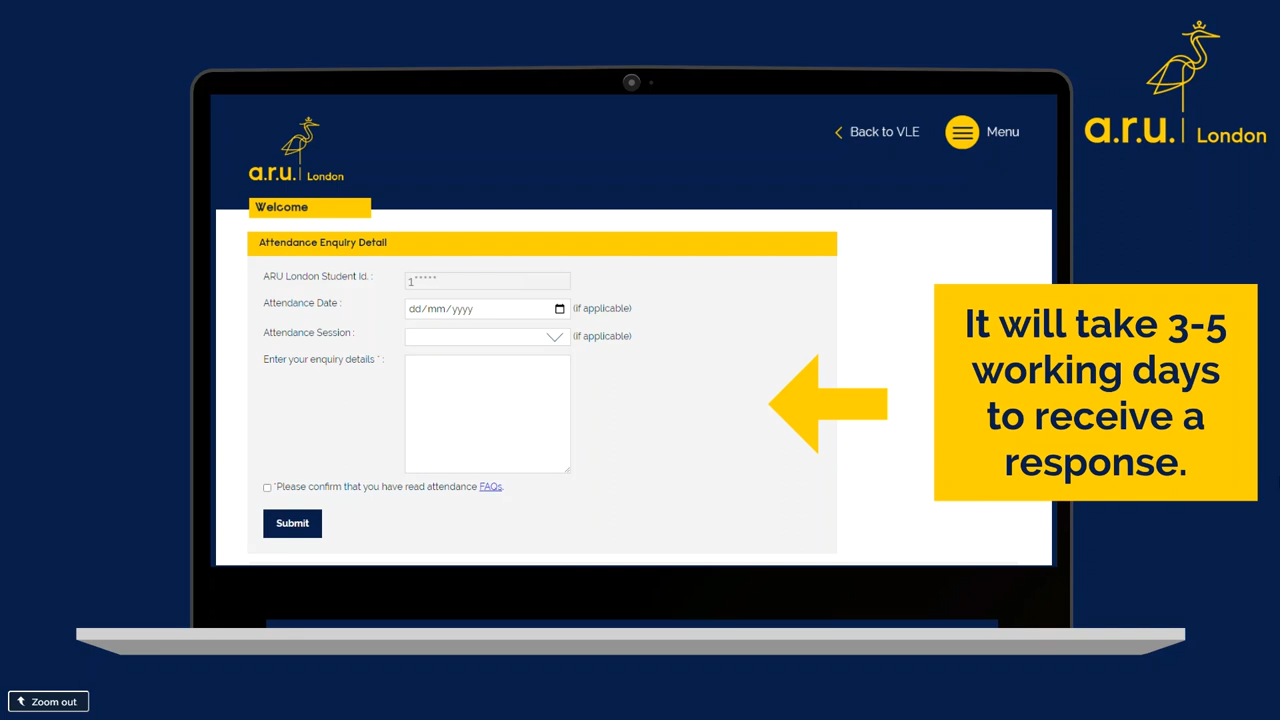 a.r.u. London
Back to VLE
Menu
a.r.u. London
Welcome
Attendance Enquiry Detail
ARU London Student Id. :
1*****
Attendance Date :
dd/mm/yyyy
(if applicable)
Attendance Session :
(if applicable)
Enter your enquiry details * :
*Please confirm that you have read attendance FAQs.
Submit
It will take 3-5
working days
to receive a
response.
Zoom out